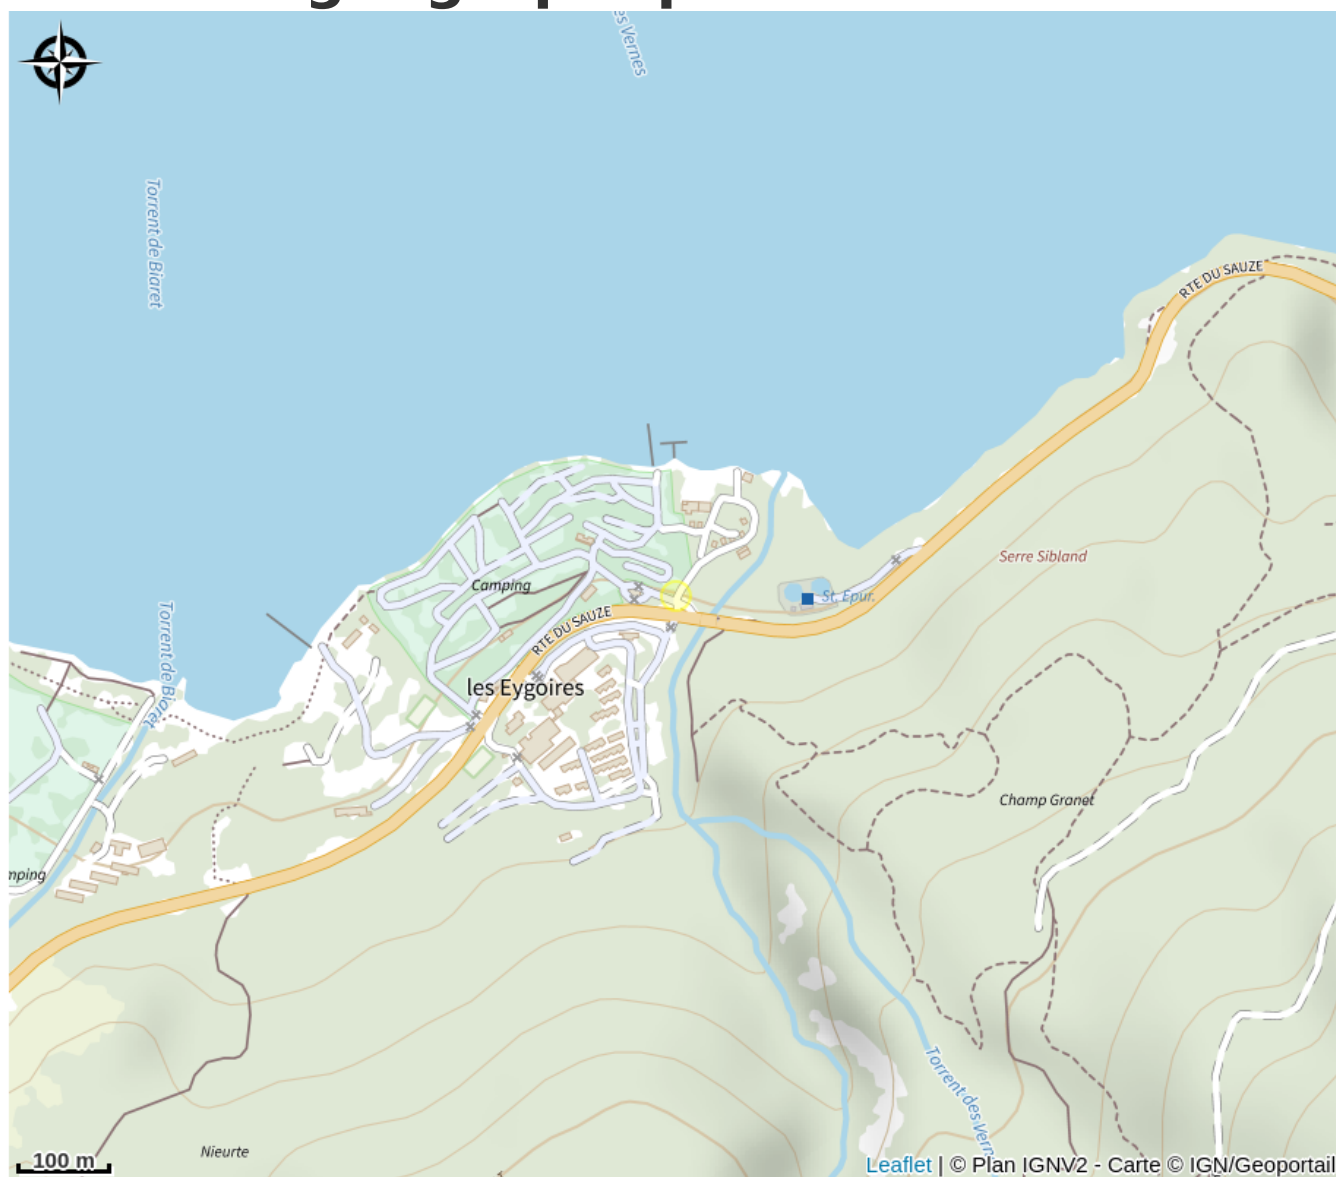 es Vernes
Torrent de Biaret
RTE DU SAUZE
Serre Sibland
Camping
St. Epur.
RTE DU SAUZE
Torrent de Biaret
les Eygoires
Champ Granet
mping
Torrent des Vern
Nieurte
100 m
Leaflet | © Plan IGNV2 - Carte © IGN/Geoportail